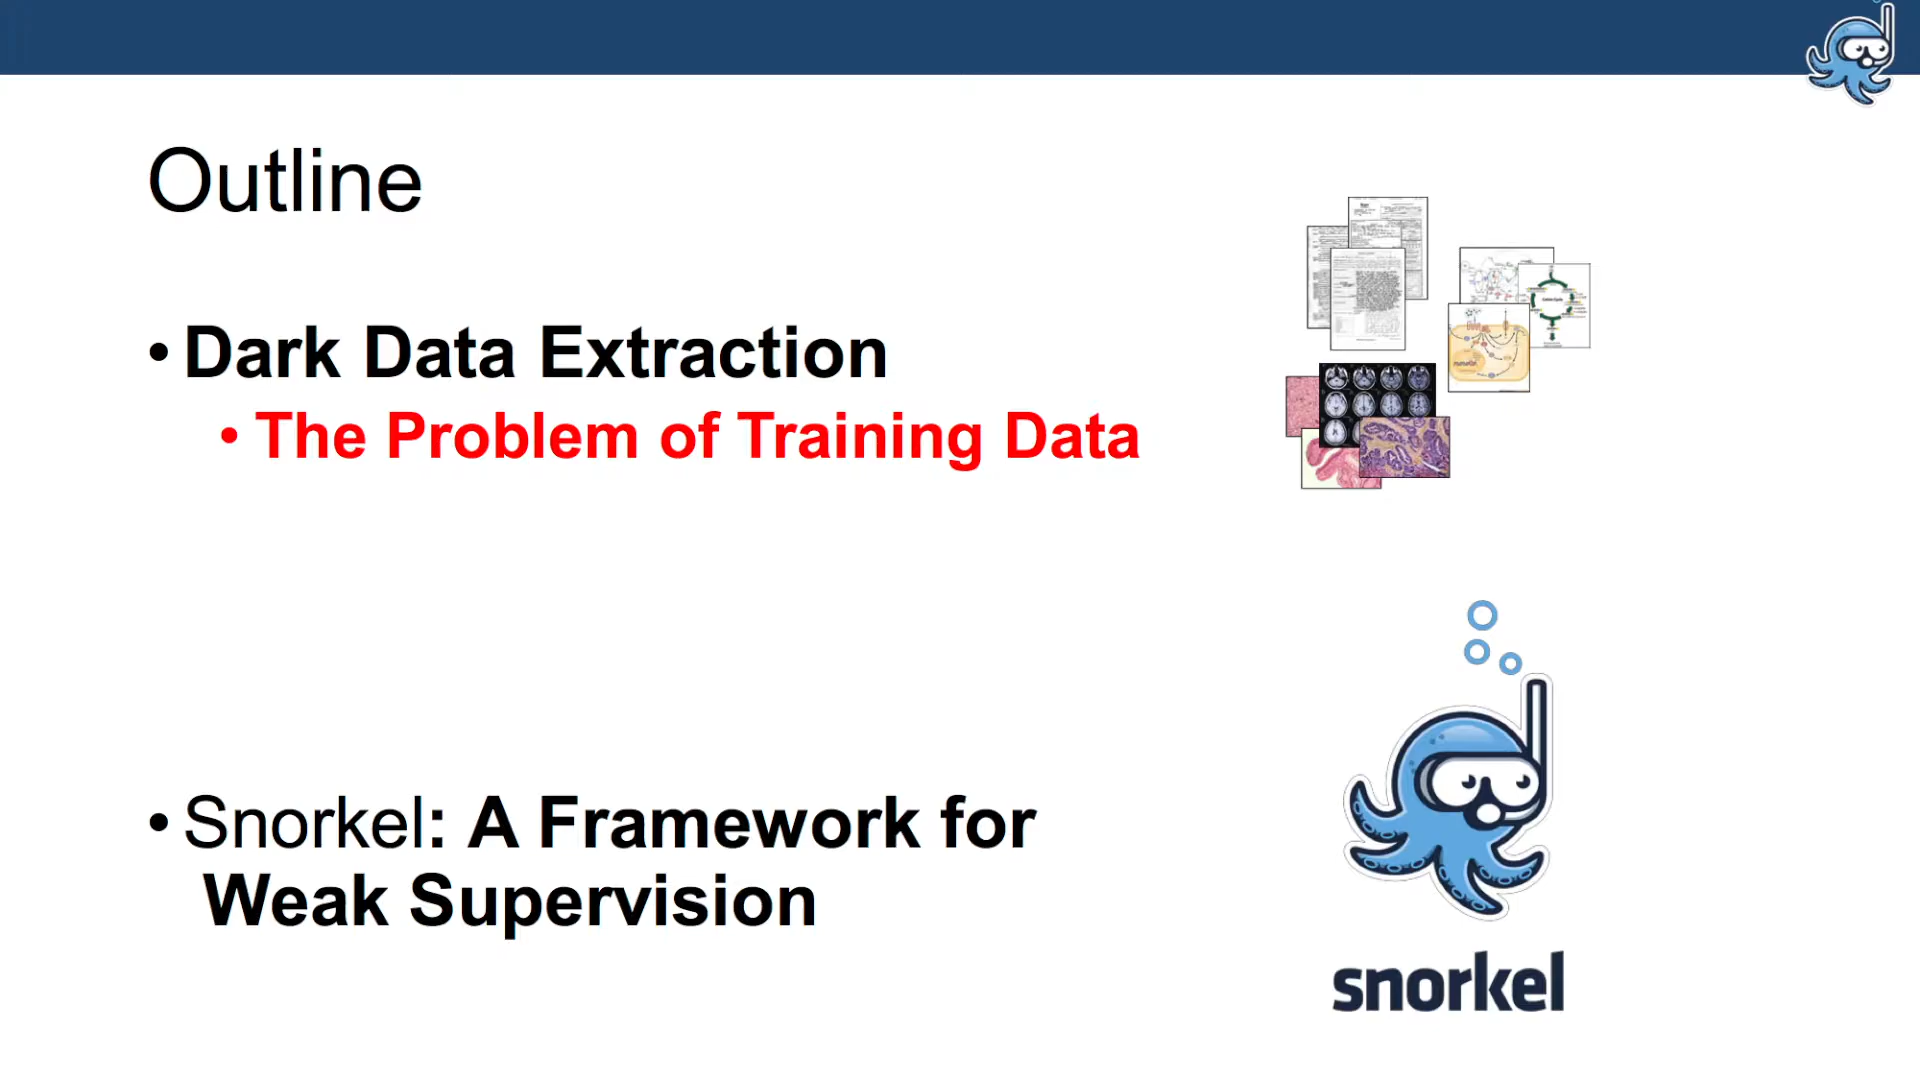 Outline
• Dark Data Extraction
• The Problem of Training Data
• Snorkel: A Framework for
Weak Supervision
snorkel